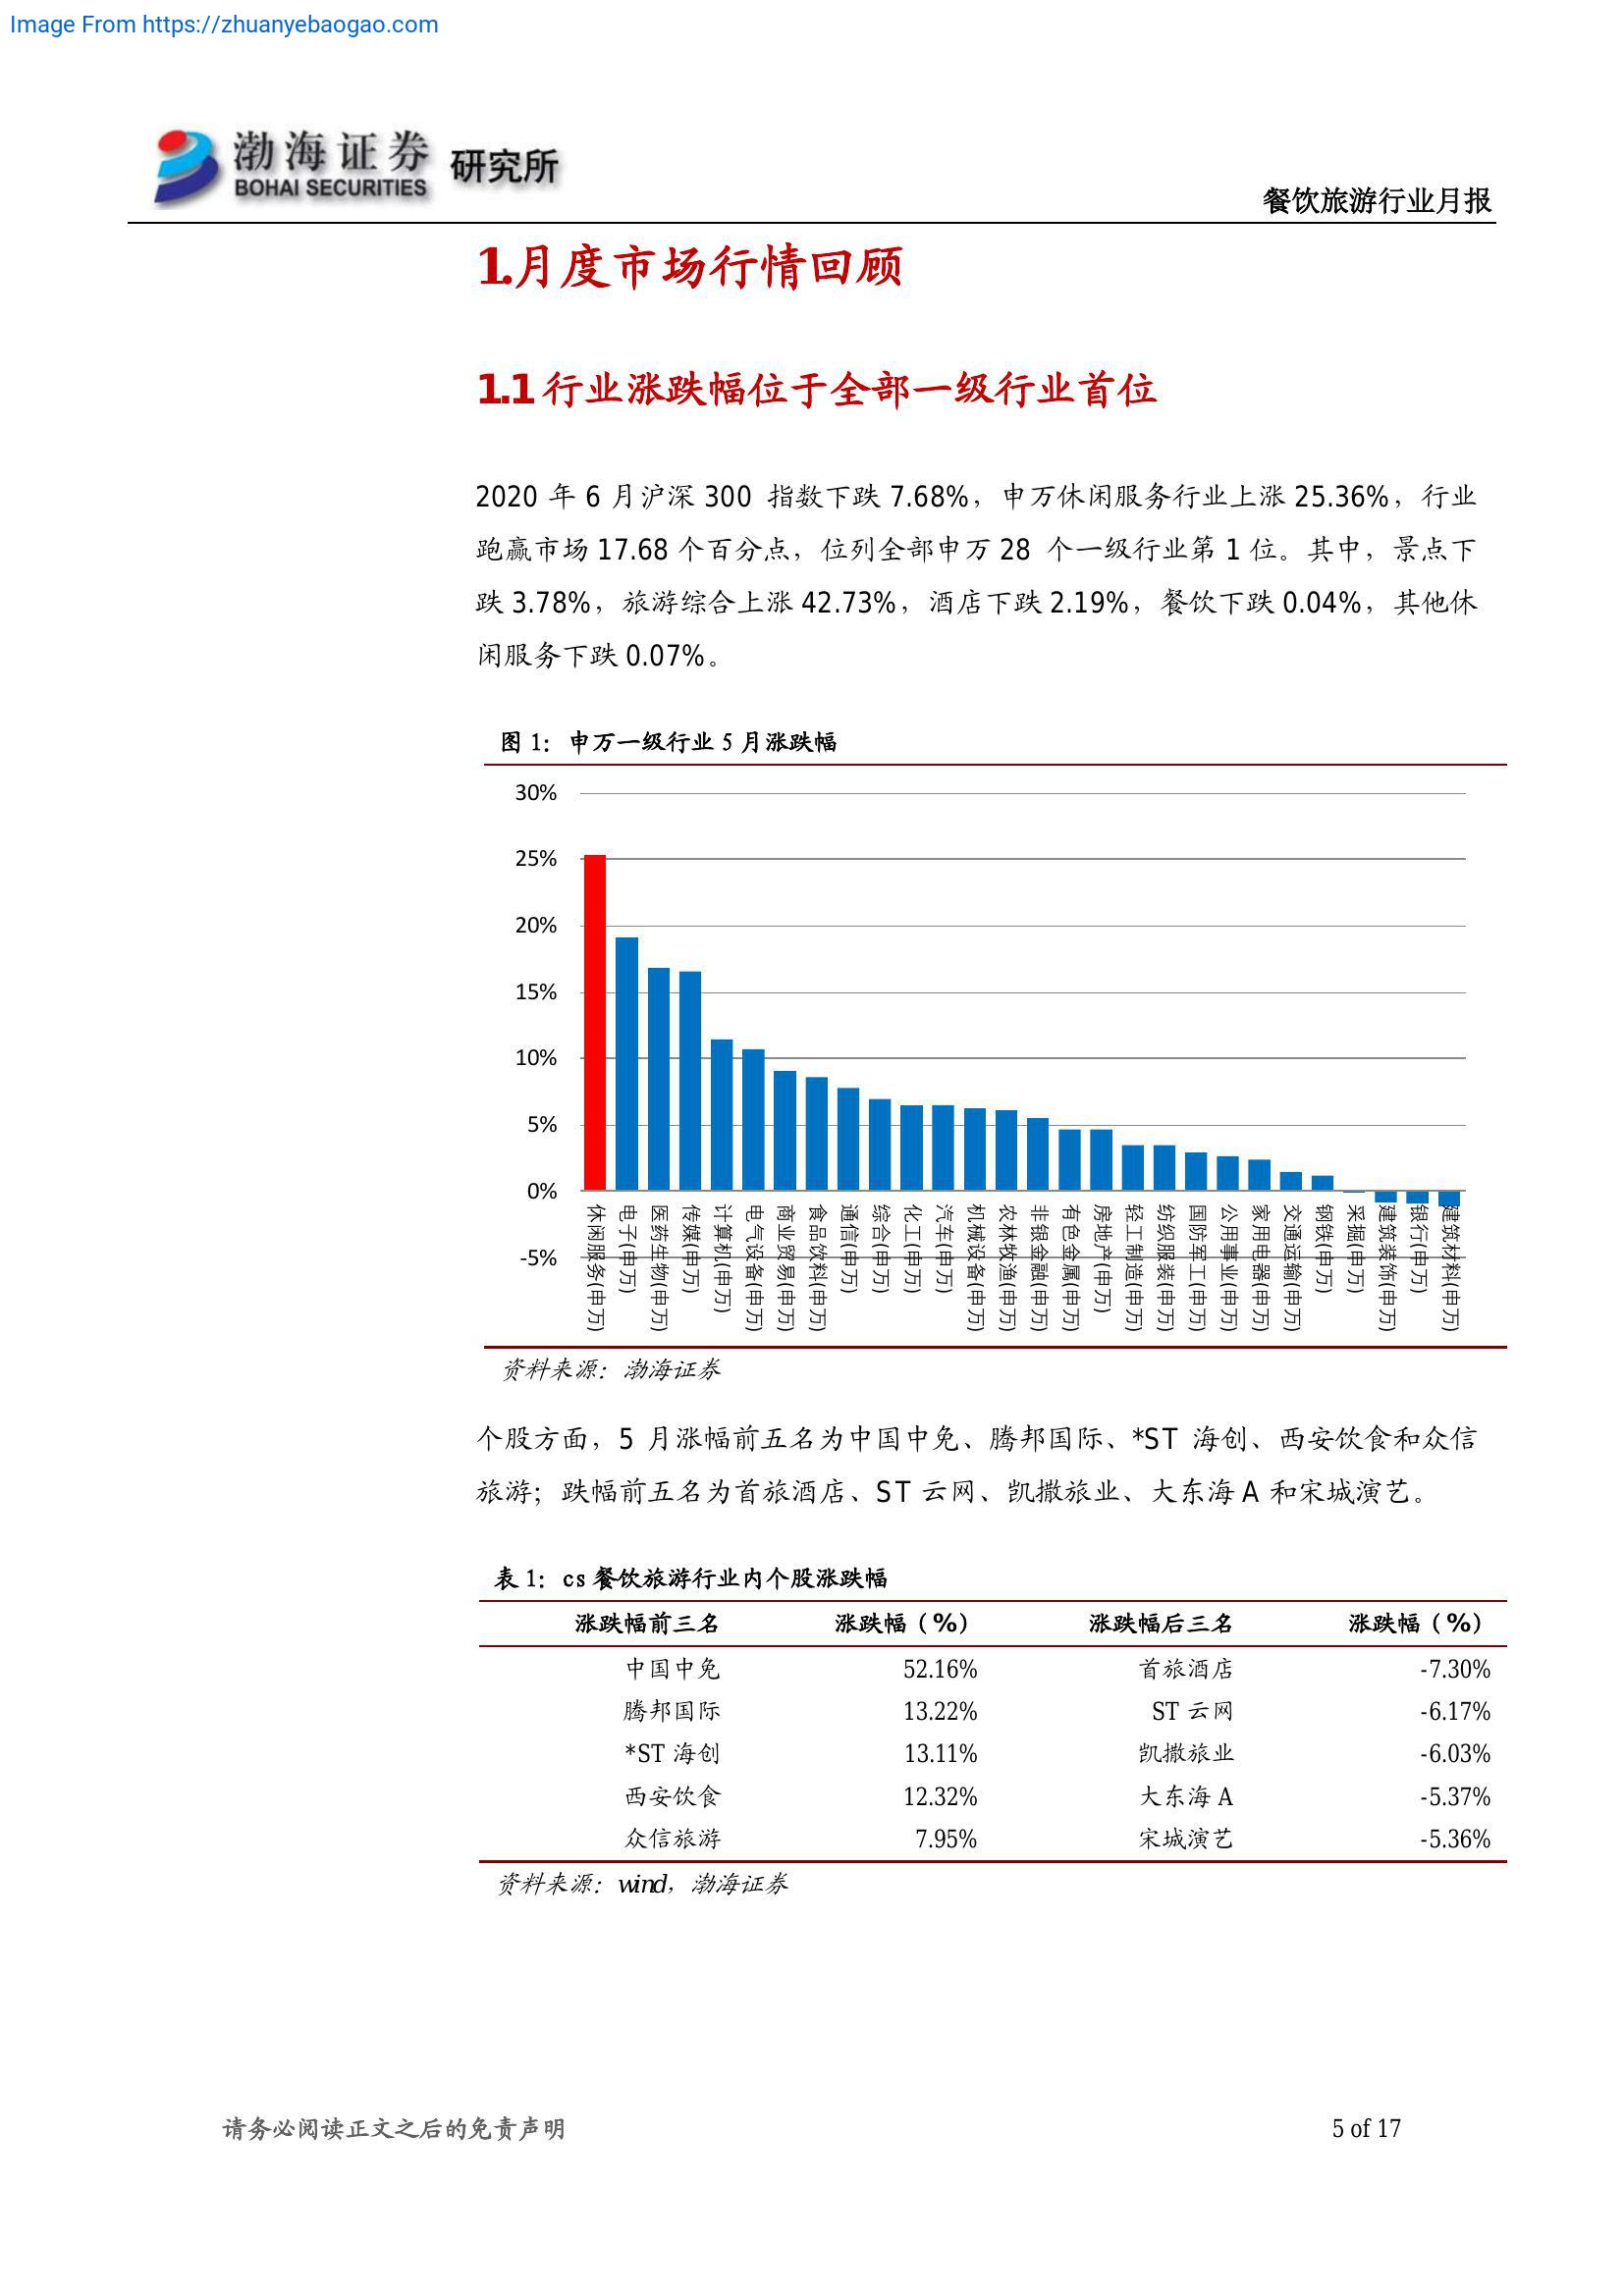 Image From https://zhuanyebaogao.com
渤海证券 研究所
BOHAI SECURITIES
餐饮旅游行业月报
1.月度市场行情回顾
1.1 行业涨跌幅位于全部一级行业首位
2020 年 6 月沪深 300 指数下跌 7.68%，申万休闲服务行业上涨 25.36%，行业
跑赢市场 17.68 个百分点，位列全部申万 28 个一级行业第 1 位。其中，景点下
跌 3.78%，旅游综合上涨 42.73%，酒店下跌 2.19%，餐饮下跌 0.04%，其他休
闲服务下跌 0.07%。
图 1：申万一级行业 5 月涨跌幅
30%
25%
20%
15%
10%
5%
0%
-5%
休闲服务(申万)
电子(申万)
医药生物(申万)
传媒(申万)
计算机(申万)
电气设备(申万)
商业贸易(申万)
食品饮料(申万)
通信(申万)
综合(申万)
化工(申万)
汽车(申万)
机械设备(申万)
农林牧渔(申万)
非银金融(申万)
有色金属(申万)
房地产(申万)
轻工制造(申万)
纺织服装(申万)
国防军工(申万)
公用事业(申万)
家用电器(申万)
交通运输(申万)
钢铁(申万)
采掘(申万)
建筑装饰(申万)
银行(申万)
建筑材料(申万)
资料来源：渤海证券
个股方面，5 月涨幅前五名为中国中免、腾邦国际、*ST 海创、西安饮食和众信
旅游；跌幅前五名为首旅酒店、ST 云网、凯撒旅业、大东海 A 和宋城演艺。
表 1：cs 餐饮旅游行业内个股涨跌幅
涨跌幅前三名 涨跌幅（%） 涨跌幅后三名 涨跌幅（%）
中国中免 52.16% 首旅酒店 -7.30%
腾邦国际 13.22% ST 云网 -6.17%
*ST 海创 13.11% 凯撒旅业 -6.03%
西安饮食 12.32% 大东海 A -5.37%
众信旅游 7.95% 宋城演艺 -5.36%
资料来源：wind，渤海证券
请务必阅读正文之后的免责声明
5 of 17